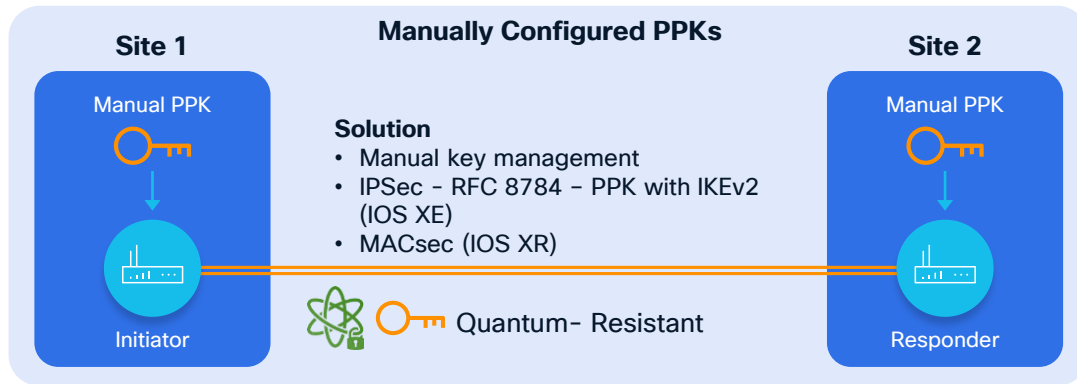 Manually Configured PPKs
Site 1
Manual PPK
Initiator
Solution
• Manual key management
• IPSec - RFC 8784 – PPK with IKEv2
(IOS XE)
• MACsec (IOS XR)
Quantum- Resistant
Site 2
Manual PPK
Responder